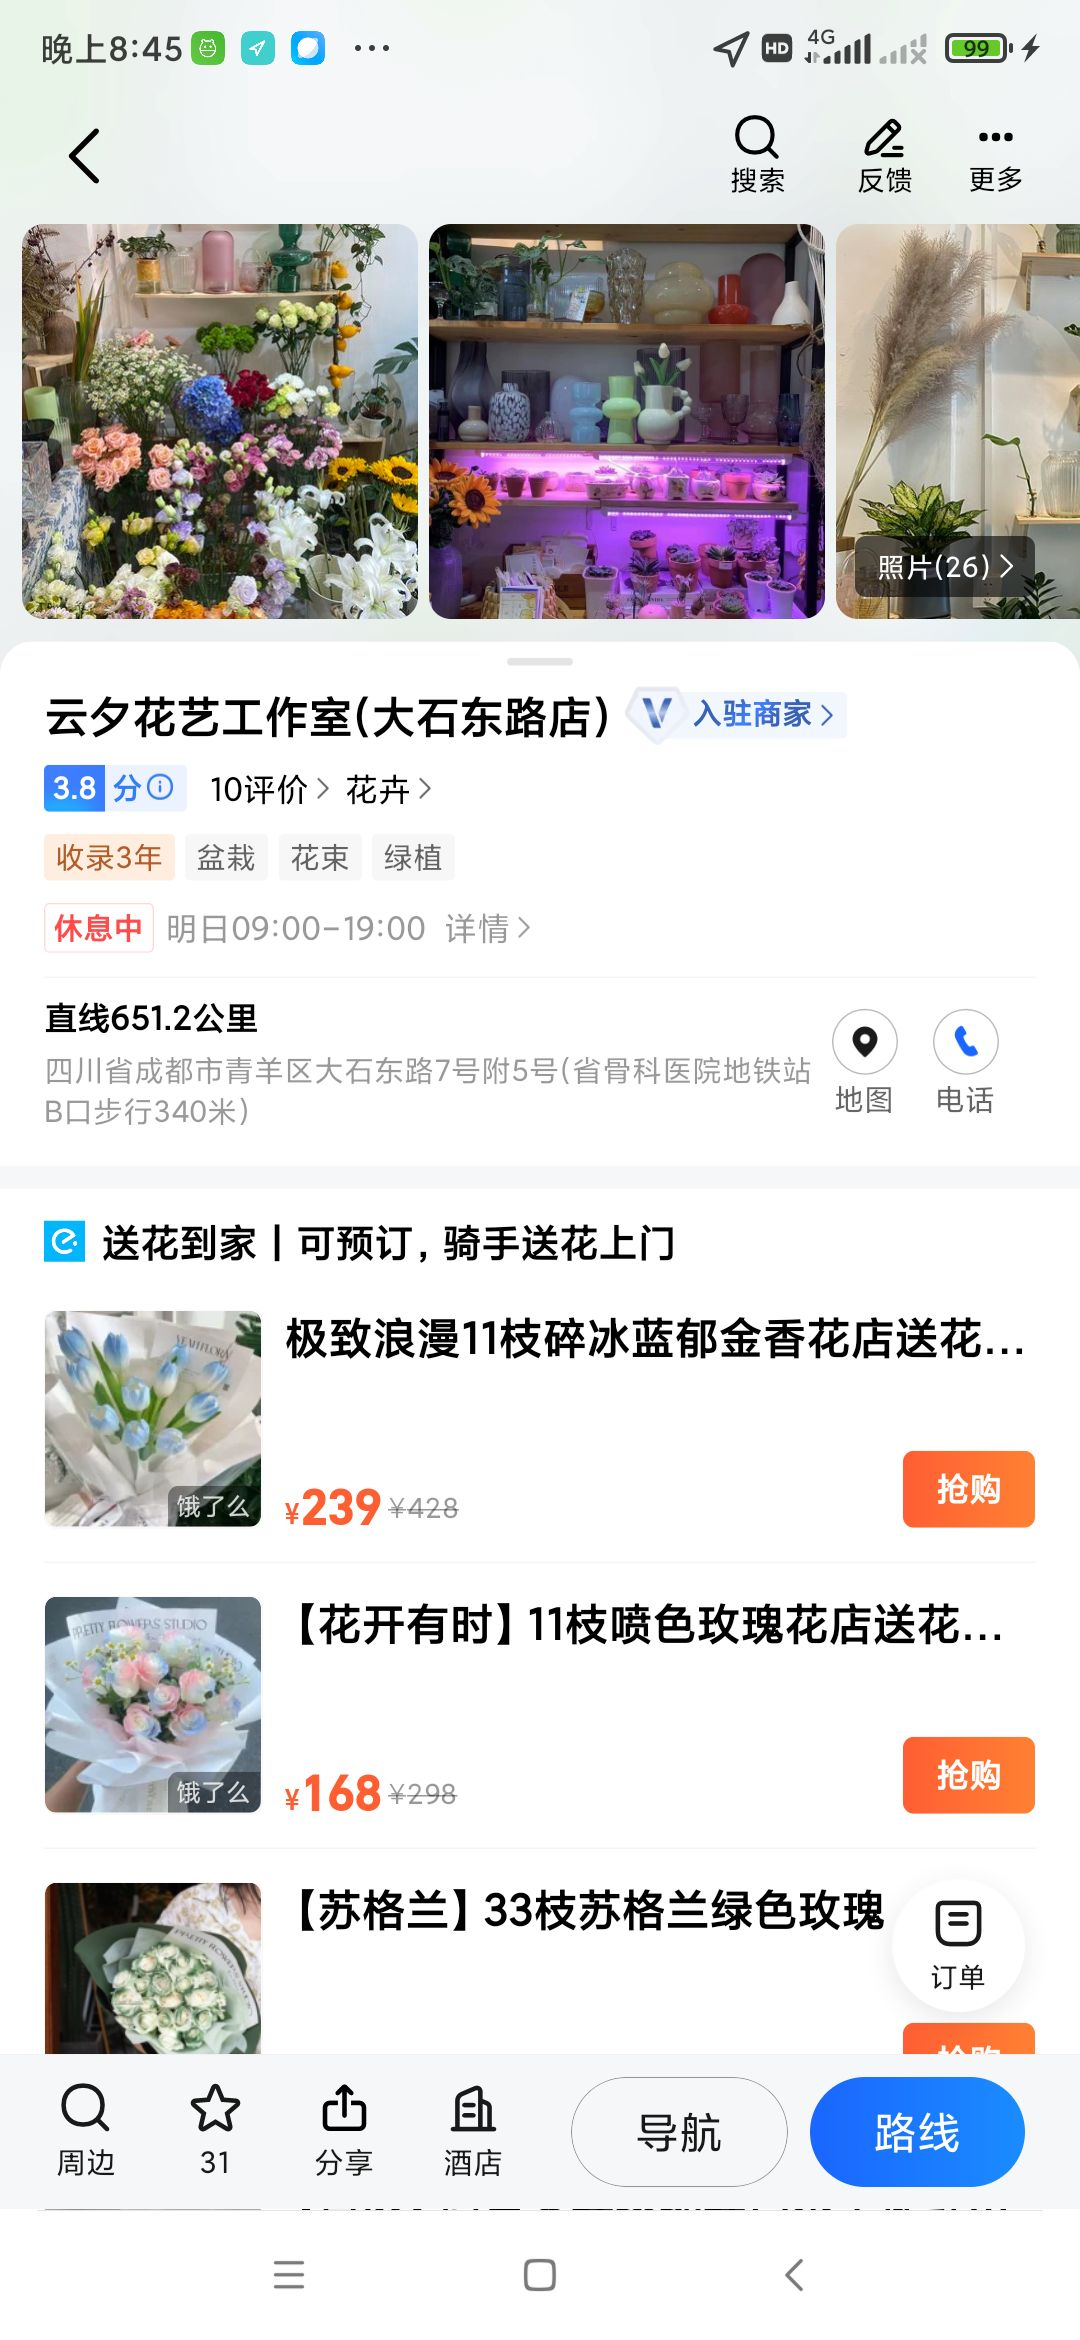 晚上8:45
HD
4G
99
搜索
反馈
更多
照片(26)
云夕花艺工作室(大石东路店)
V 入驻商家
3.8 分
10评价
花卉
收录3年
盆栽
花束
绿植
休息中 明日09:00-19:00 详情
直线651.2公里
四川省成都市青羊区大石东路7号附5号(省骨科医院地铁站
B口步行340米)
地图
电话
送花到家 | 可预订, 骑手送花上门
极致浪漫11枝碎冰蓝郁金香花店送花...
饿了么
¥239 ¥428
抢购
【花开有时】11枝喷色玫瑰花店送花...
PRETTY FLOWERS STUDIO
饿了么
¥168 ¥298
抢购
【苏格兰】33枝苏格兰绿色玫瑰
订单
抢购
周边
31
分享
酒店
导航
路线